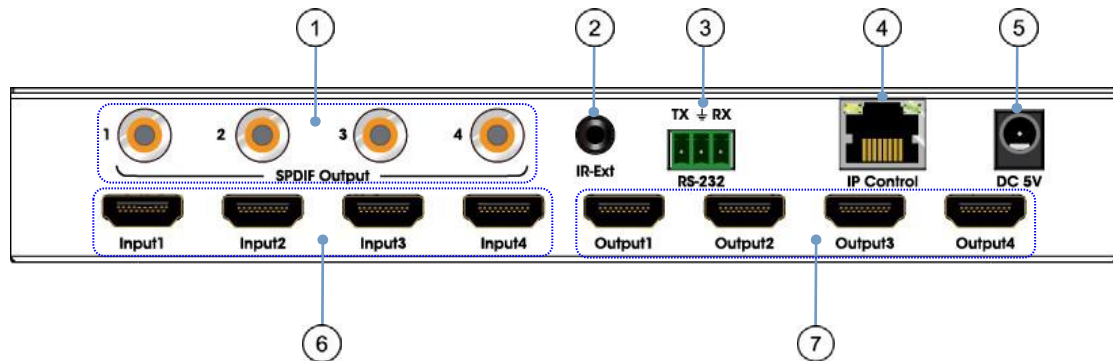 1 2 3 4 5
TX ⏚ RX
1 2 3 4
SPDIF Output
IR-Ext
RS-232
IP Control
DC 5V
Input1 Input2 Input3 Input4 Output1 Output2 Output3 Output4
6 7